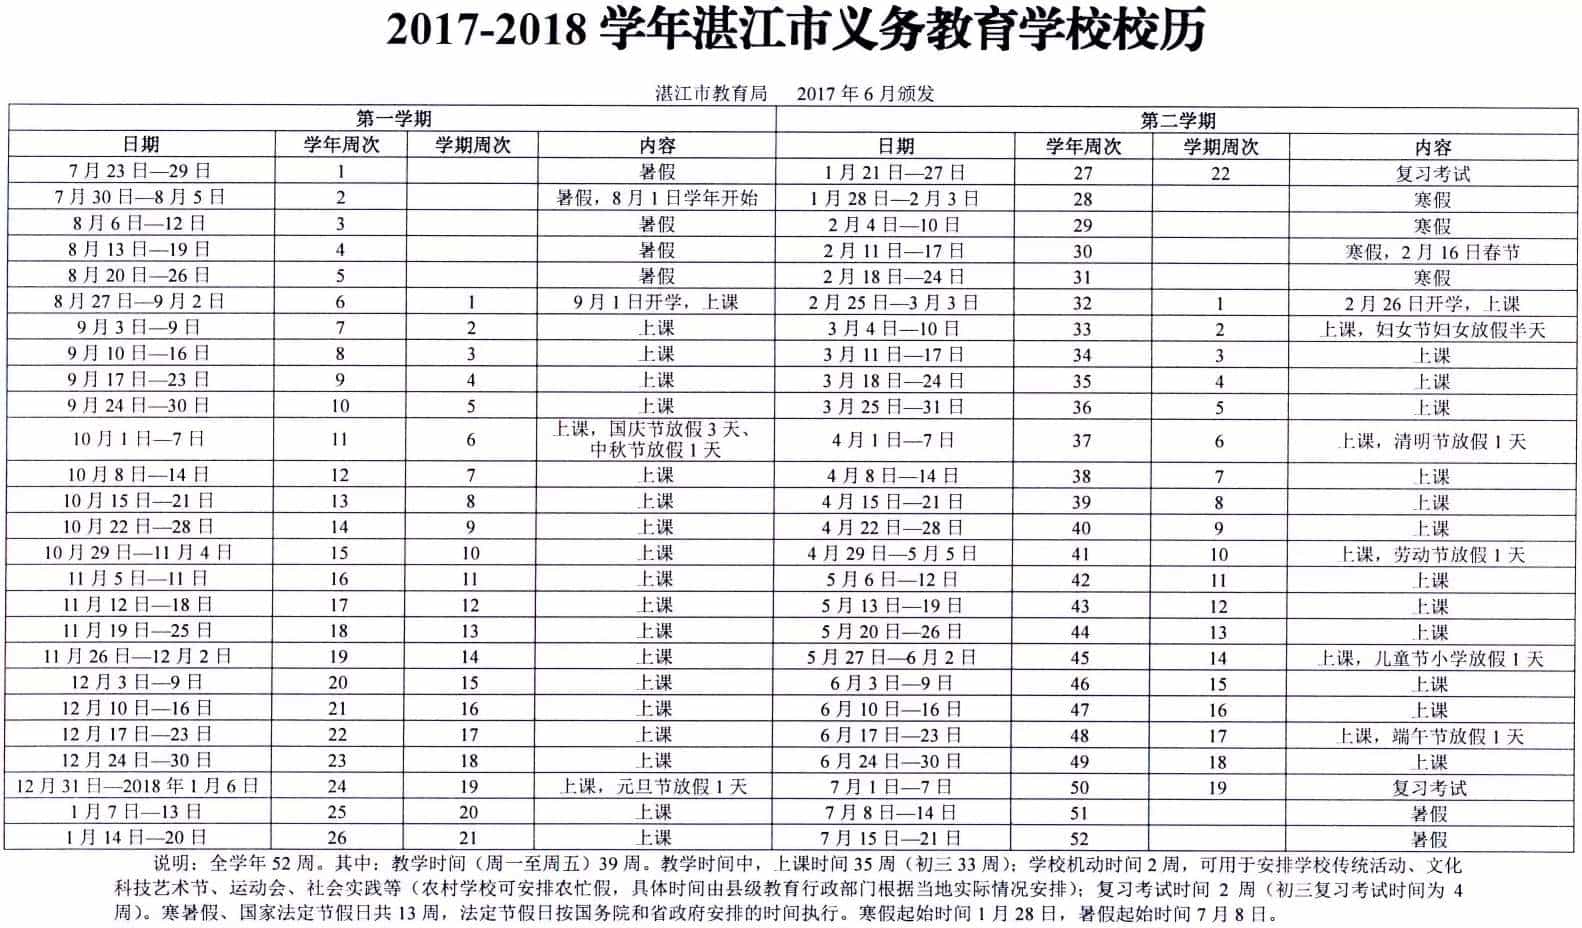 2017-2018 学年湛江市义务教育学校校历
湛江市教育局 2017 年 6 月颁发
第一学期 第二学期
日期 学年周次 学期周次 内容 日期 学年周次 学期周次 内容
7 月 23 日—29 日 1 暑假 1 月 21 日—27 日 27 22 复习考试
7 月 30 日—8 月 5 日 2 暑假，8 月 1 日学年开始 1 月 28 日—2 月 3 日 28 寒假
8 月 6 日—12 日 3 暑假 2 月 4 日—10 日 29 寒假
8 月 13 日—19 日 4 暑假 2 月 11 日—17 日 30 寒假，2 月 16 日春节
8 月 20 日—26 日 5 暑假 2 月 18 日—24 日 31 寒假
8 月 27 日—9 月 2 日 6 1 9 月 1 日开学，上课 2 月 25 日—3 月 3 日 32 1 2 月 26 日开学，上课
9 月 3 日—9 日 7 2 上课 3 月 4 日—10 日 33 2 上课，妇女节妇女放假半天
9 月 10 日—16 日 8 3 上课 3 月 11 日—17 日 34 3 上课
9 月 17 日—23 日 9 4 上课 3 月 18 日—24 日 35 4 上课
9 月 24 日—30 日 10 5 上课 3 月 25 日—31 日 36 5 上课
10 月 1 日—7 日 11 6 上课，国庆节放假 3 天、 4 月 1 日—7 日 37 6 上课，清明节放假 1 天
中秋节放假 1 天
10 月 8 日—14 日 12 7 上课 4 月 8 日—14 日 38 7 上课
10 月 15 日—21 日 13 8 上课 4 月 15 日—21 日 39 8 上课
10 月 22 日—28 日 14 9 上课 4 月 22 日—28 日 40 9 上课
10 月 29 日—11 月 4 日 15 10 上课 4 月 29 日—5 月 5 日 41 10 上课，劳动节放假 1 天
11 月 5 日—11 日 16 11 上课 5 月 6 日—12 日 42 11 上课
11 月 12 日—18 日 17 12 上课 5 月 13 日—19 日 43 12 上课
11 月 19 日—25 日 18 13 上课 5 月 20 日—26 日 44 13 上课
11 月 26 日—12 月 2 日 19 14 上课 5 月 27 日—6 月 2 日 45 14 上课，儿童节小学放假 1 天
12 月 3 日—9 日 20 15 上课 6 月 3 日—9 日 46 15 上课
12 月 10 日—16 日 21 16 上课 6 月 10 日—16 日 47 16 上课
12 月 17 日—23 日 22 17 上课 6 月 17 日—23 日 48 17 上课，端午节放假 1 天
12 月 24 日—30 日 23 18 上课 6 月 24 日—30 日 49 18 上课
12 月 31 日—2018 年 1 月 6 日 24 19 上课，元旦节放假 1 天 7 月 1 日—7 日 50 19 复习考试
1 月 7 日—13 日 25 20 上课 7 月 8 日—14 日 51 暑假
1 月 14 日—20 日 26 21 上课 7 月 15 日—21 日 52 暑假
说明：全学年 52 周。其中：教学时间（周一至周五）39 周。教学时间中，上课时间 35 周（初三 33 周）；学校机动时间 2 周，可用于安排学校传统活动、文化
科技艺术节、运动会、社会实践等（农村学校可安排农忙假，具体时间由县级教育行政部门根据当地实际情况安排）；复习考试时间 2 周（初三复习考试时间为 4
周）。寒暑假、国家法定节假日共 13 周，法定节假日按国务院和省政府安排的时间执行。寒假起始时间 1 月 28 日，暑假起始时间 7 月 8 日。